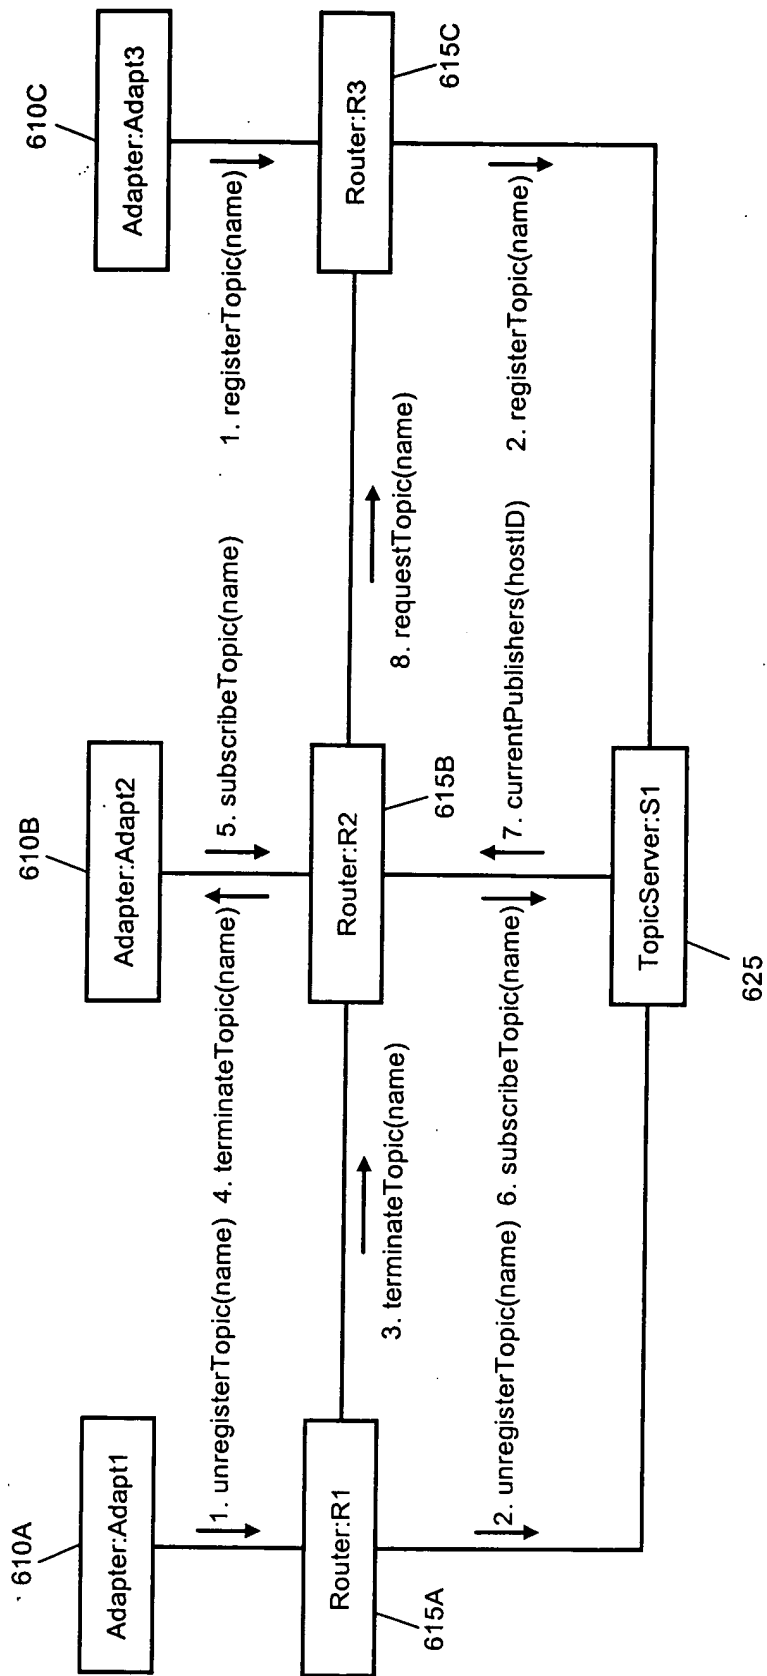 610A
610B
610C
Adapter:Adapt1
Adapter:Adapt2
Adapter:Adapt3
1. unregisterTopic(name)
4. terminateTopic(name)
5. subscribeTopic(name)
1. registerTopic(name)
Router:R1
Router:R2
Router:R3
615A
615B
615C
3. terminateTopic(name)
8. requestTopic(name)
2. unregisterTopic(name)
6. subscribeTopic(name)
7. currentPublishers(hostID)
2. registerTopic(name)
TopicServer:S1
625